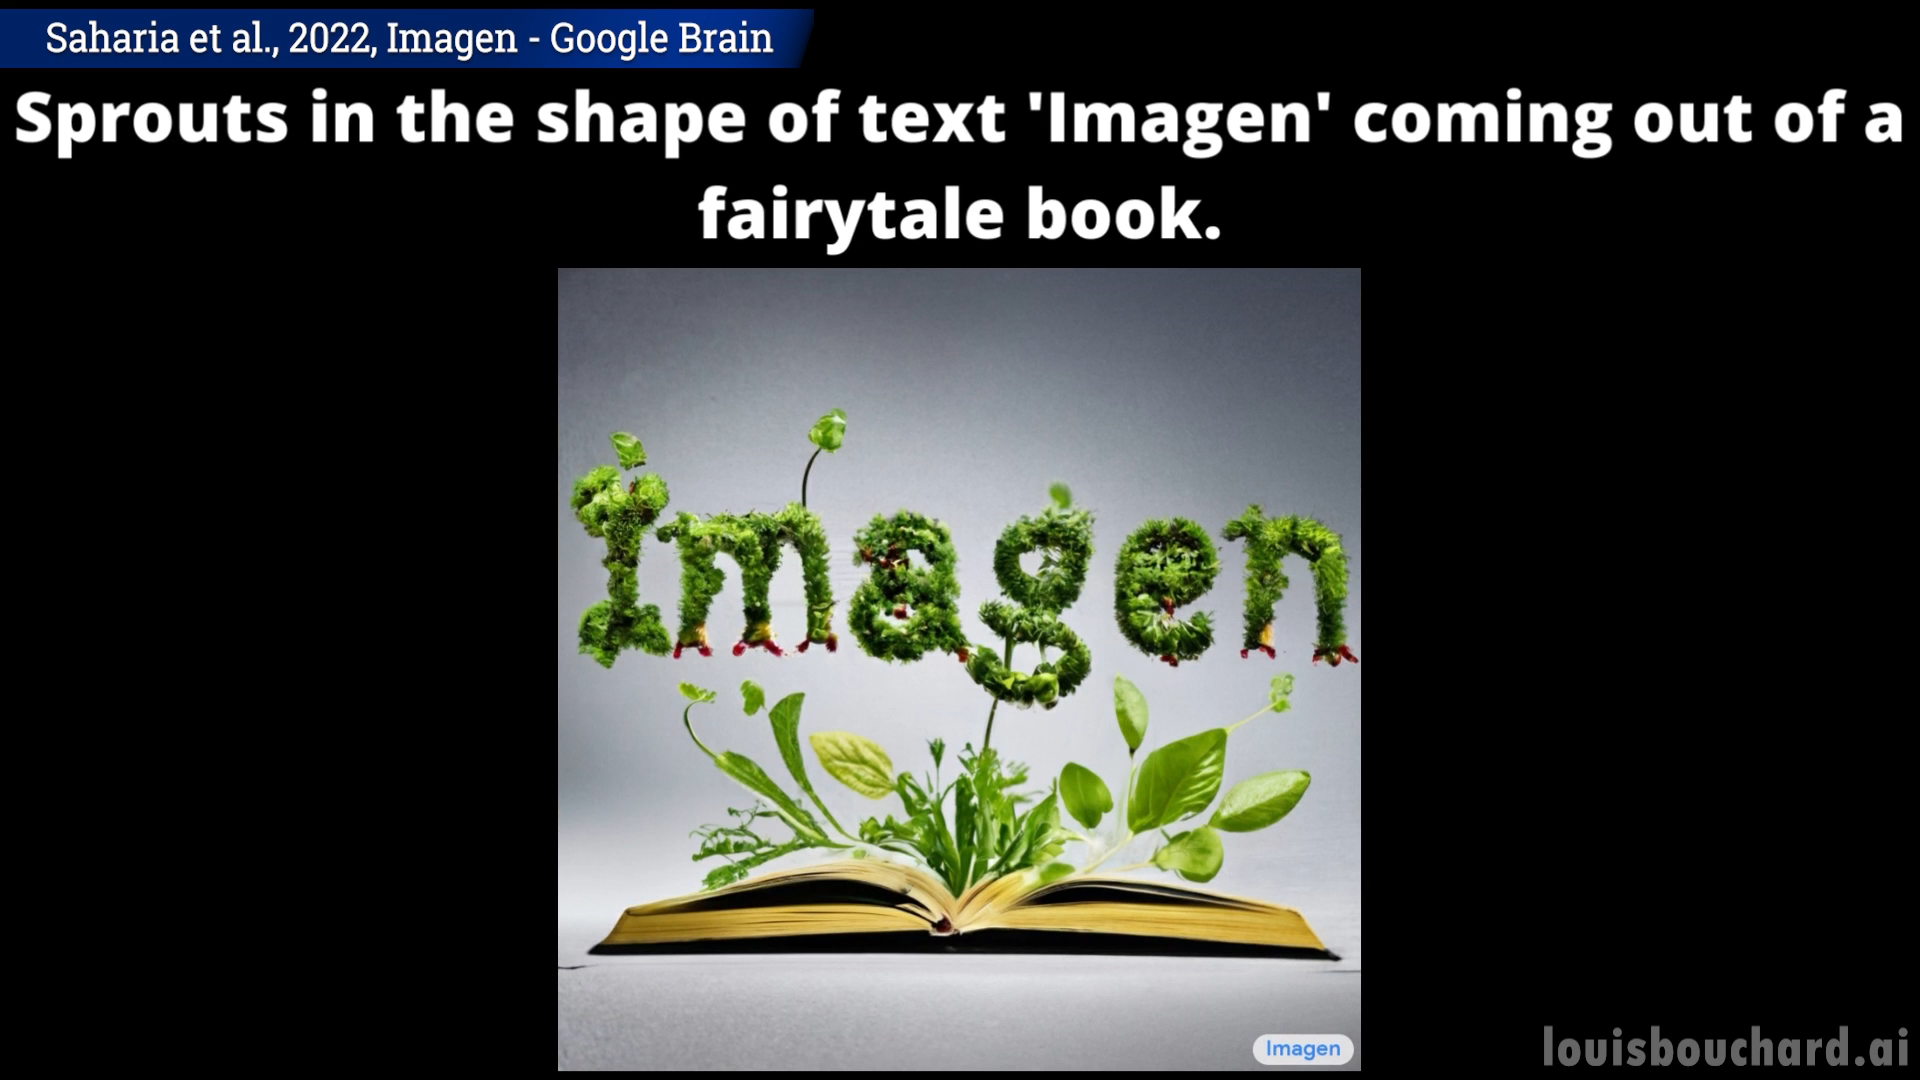 Saharia et al., 2022, Imagen - Google Brain
Sprouts in the shape of text 'Imagen' coming out of a
fairytale book.
Imagen
Imagen
louisbouchard.ai